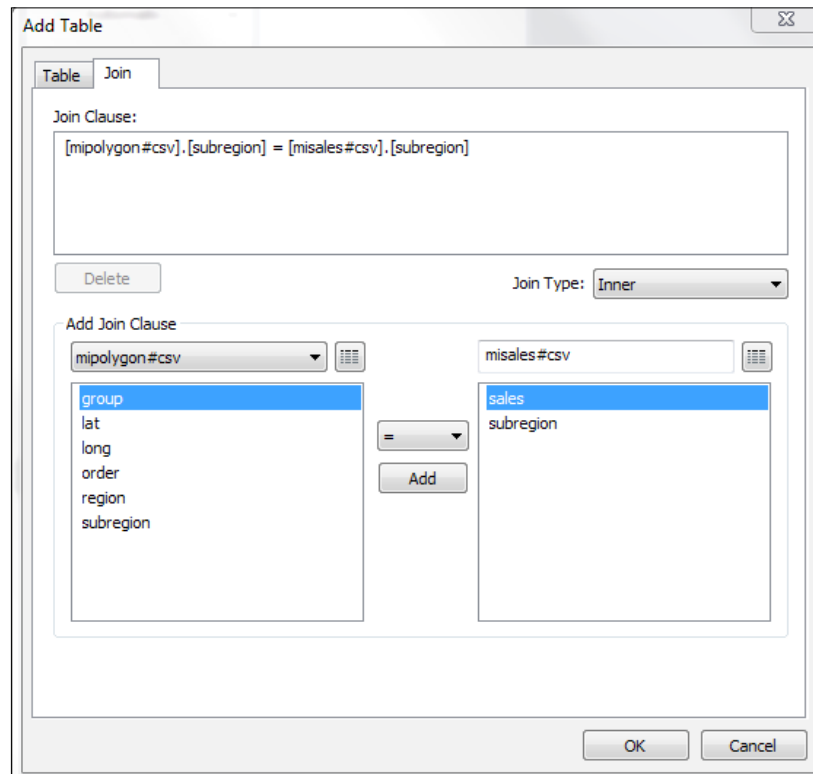 Add Table
Table Join
Join Clause:
[mipolygon#csv].[subregion] = [misales#csv].[subregion]
Delete
Join Type: Inner
Add Join Clause
mipolygon#csv
misales#csv
group
lat
long
order
region
subregion
=
Add
sales
subregion
OK Cancel